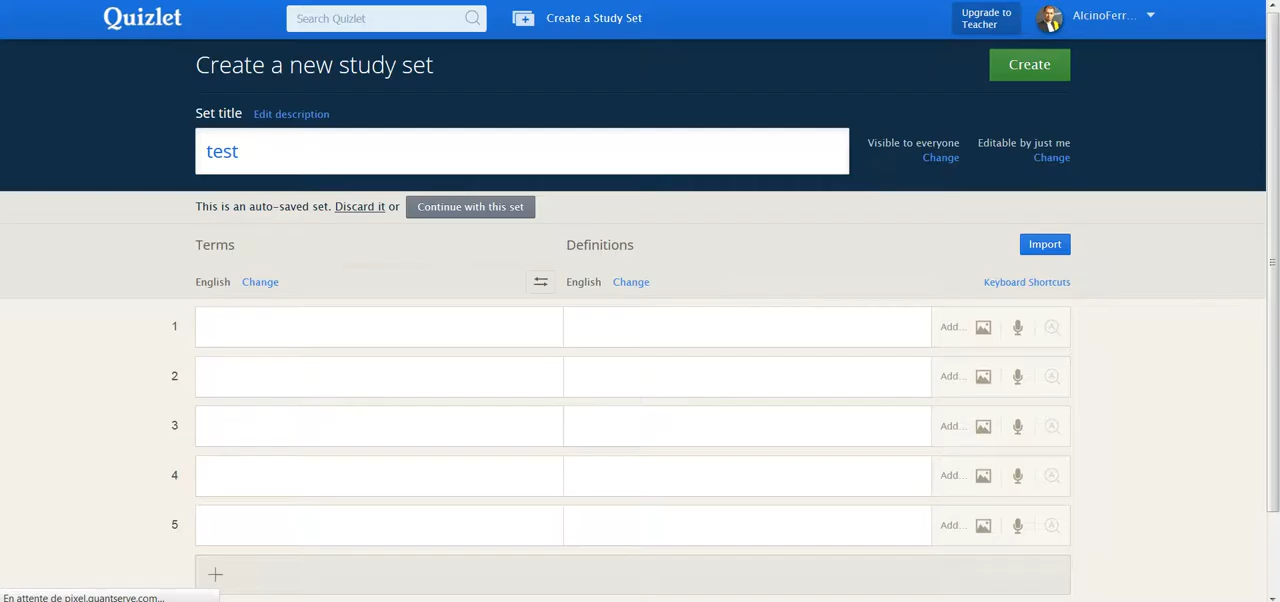 Quizlet
Search Quizlet
Create a Study Set
Upgrade to
Teacher
AlcinoFerr...
Create a new study set
Create
Set title
Edit description
test
Visible to everyone
Change
Editable by just me
Change
This is an auto-saved set. Discard it or
Continue with this set
Terms
Definitions
Import
English
Change
English
Change
Keyboard Shortcuts
1
Add...
2
Add...
3
Add...
4
Add...
5
Add...
En attente de pixel.quantserve.com...